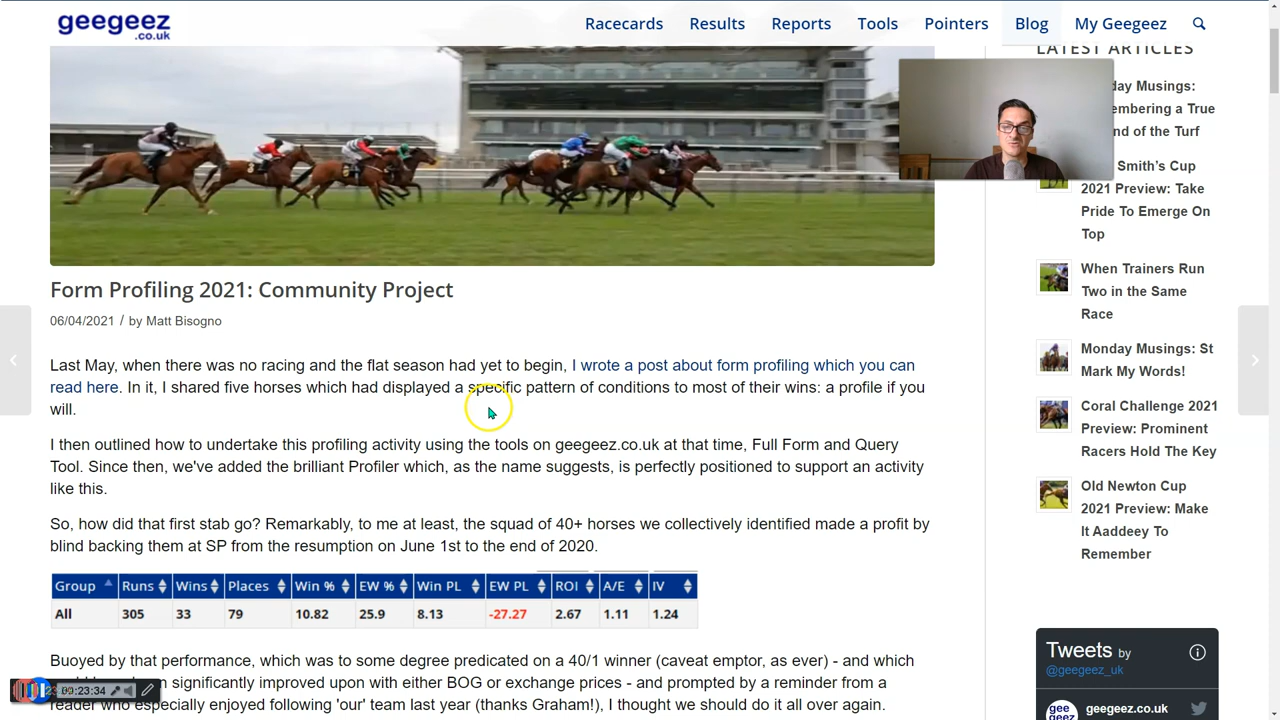 geegeez
.co.uk
Racecards Results Reports Tools Pointers Blog My Geegeez
LATEST ARTICLES
day Musings:
embering a True
nd of the Turf
Smith's Cup
2021 Preview: Take
Pride To Emerge On
Top
When Trainers Run
Two in the Same
Race
Monday Musings: St
Mark My Words!
Coral Challenge 2021
Preview: Prominent
Racers Hold The Key
Old Newton Cup
2021 Preview: Make
It Aaddeey To
Remember
Form Profiling 2021: Community Project
06/04/2021 / by Matt Bisogno
Last May, when there was no racing and the flat season had yet to begin, I wrote a post about form profiling which you can
read here. In it, I shared five horses which had displayed a specific pattern of conditions to most of their wins: a profile if you
will.
I then outlined how to undertake this profiling activity using the tools on geegeez.co.uk at that time, Full Form and Query
Tool. Since then, we've added the brilliant Profiler which, as the name suggests, is perfectly positioned to support an activity
like this.
So, how did that first stab go? Remarkably, to me at least, the squad of 40+ horses we collectively identified made a profit by
blind backing them at SP from the resumption on June 1st to the end of 2020.
Group Runs Wins Places Win % EW % Win PL EW PL ROI A/E IV
All 305 33 79 10.82 25.9 8.13 -27.27 2.67 1.11 1.24
Buoyed by that performance, which was to some degree predicated on a 40/1 winner (caveat emptor, as ever) - and which
significantly improved upon with either BOG or exchange prices - and prompted by a reminder from a
reader who especially enjoyed following 'our' team last year (thanks Graham!), I thought we should do it all over again.
00:23:34
Tweets by
@geegeez_uk
gee
geez
geegeez.co.uk